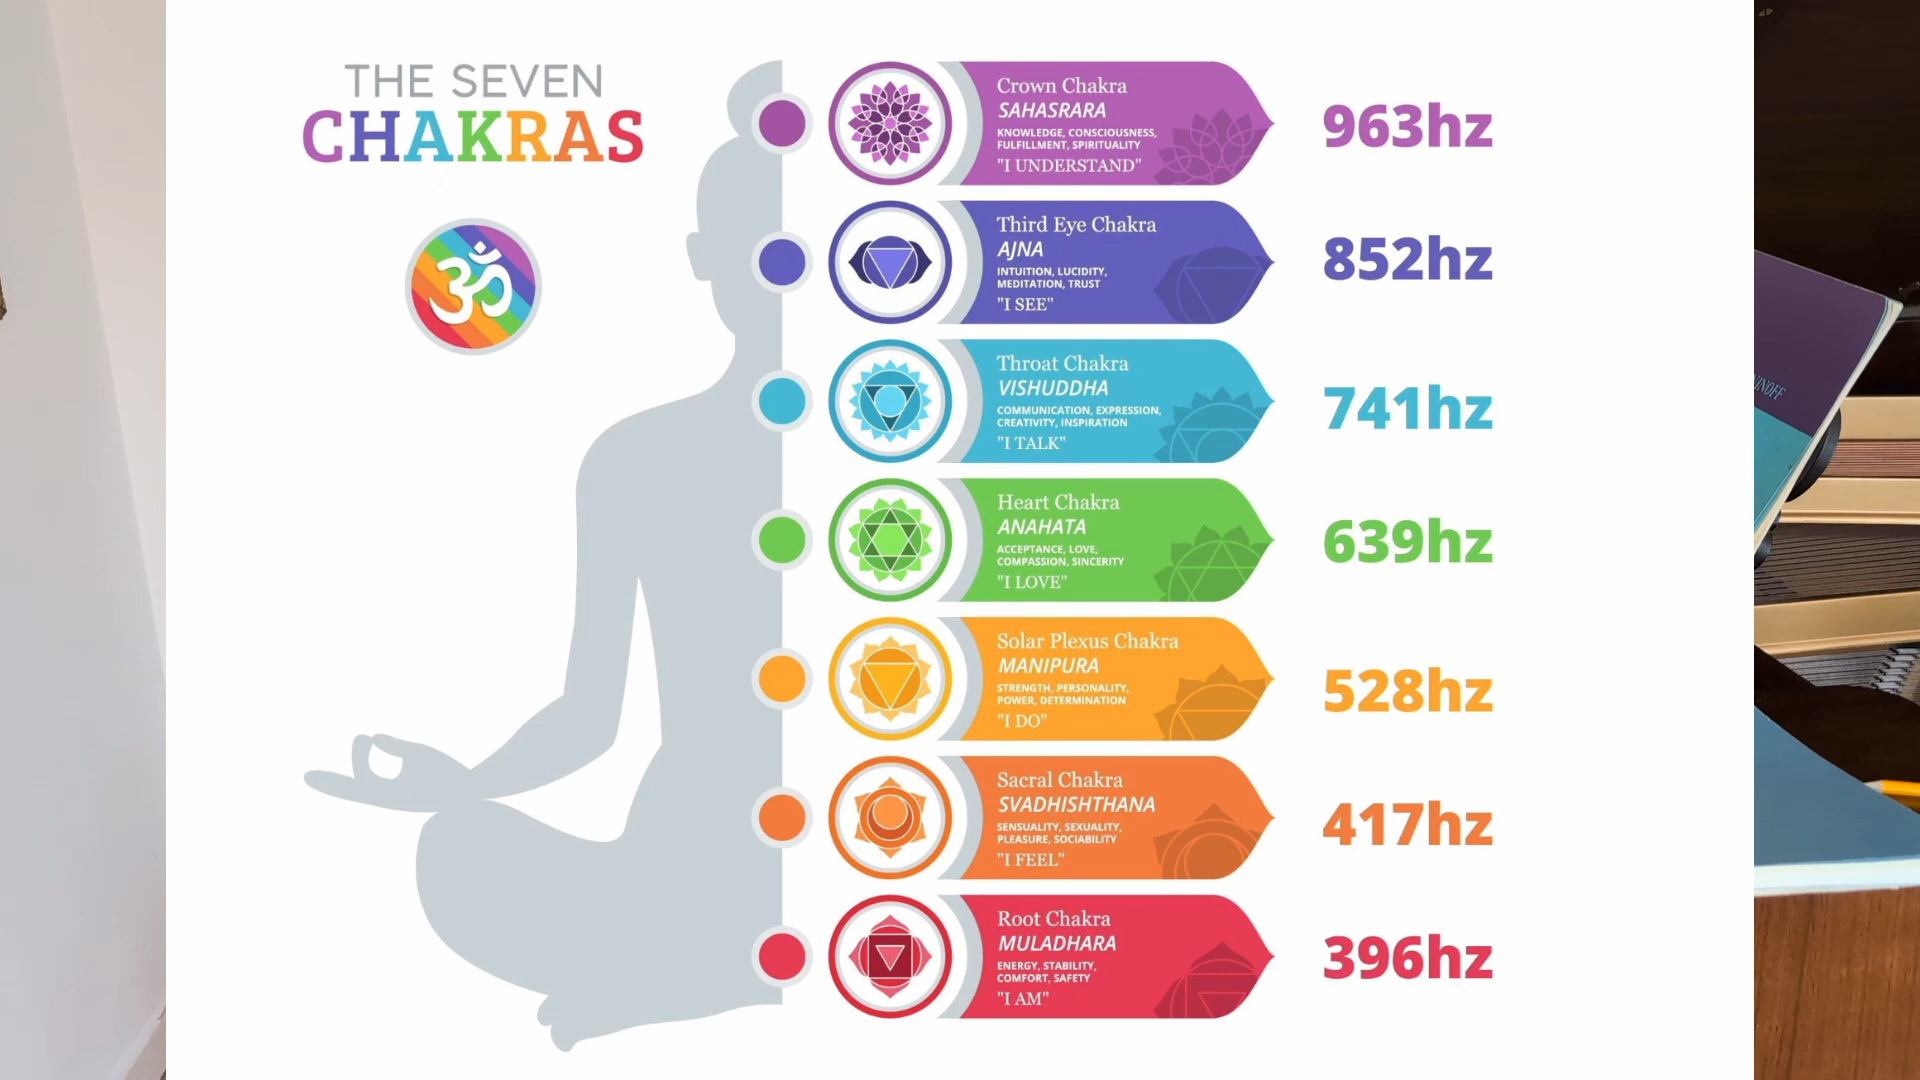 THE SEVEN
CHAKRAS
ॐ
Crown Chakra
SAHASRARA
KNOWLEDGE, CONSCIOUSNESS,
FULFILLMENT, SPIRITUALITY
"I UNDERSTAND"
963hz
Third Eye Chakra
AJNA
INTUITION, LUCIDITY,
MEDITATION, TRUST
"I SEE"
852hz
Throat Chakra
VISHUDDHA
COMMUNICATION, EXPRESSION,
CREATIVITY, INSPIRATION
"I TALK"
741hz
Heart Chakra
ANAHATA
ACCEPTANCE, LOVE,
COMPASSION, SINCERITY
"I LOVE"
639hz
Solar Plexus Chakra
MANIPURA
STRENGTH, PERSONALITY,
POWER, DETERMINATION
"I DO"
528hz
Sacral Chakra
SVADHISHTHANA
SENSUALITY, SEXUALITY,
PLEASURE, SOCIABILITY
"I FEEL"
417hz
Root Chakra
MULADHARA
ENERGY, STABILITY,
COMFORT, SAFETY
"I AM"
396hz